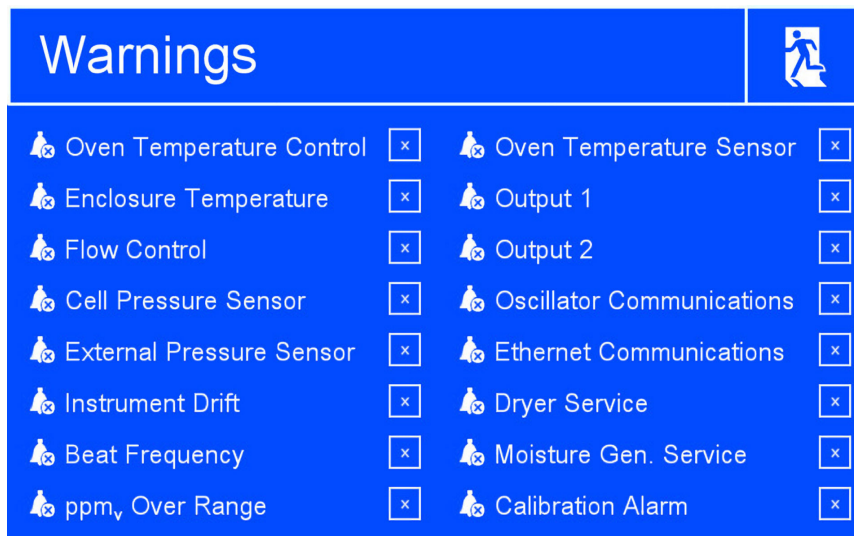 Warnings
Oven Temperature Control x
Oven Temperature Sensor x
Enclosure Temperature x
Output 1 x
Flow Control x
Output 2 x
Cell Pressure Sensor x
Oscillator Communications x
External Pressure Sensor x
Ethernet Communications x
Instrument Drift x
Dryer Service x
Beat Frequency x
Moisture Gen. Service x
ppmᵥ Over Range x
Calibration Alarm x